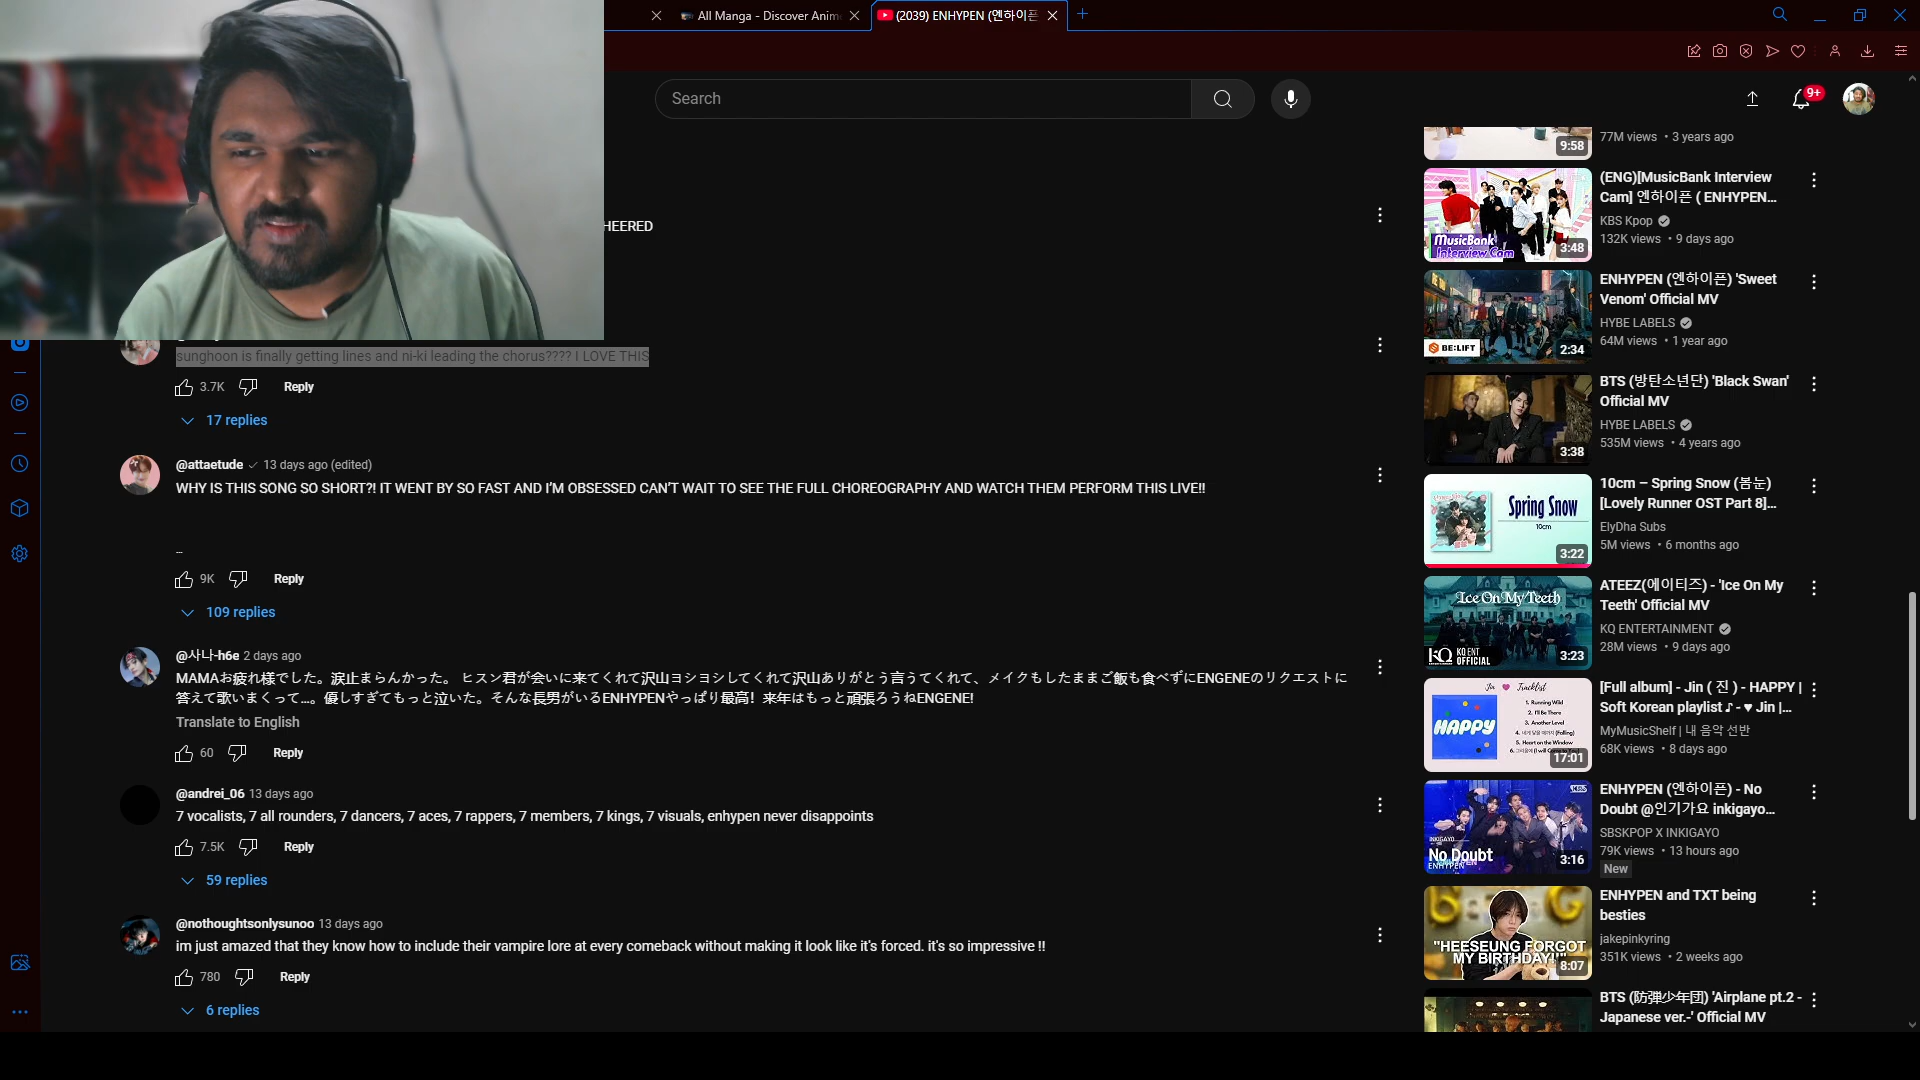 All Manga - Discover Anim
(2039) ENHYPEN (엔하이픈
Search
9+
HEERED
sunghoon is finally getting lines and ni-ki leading the chorus???? I LOVE THIS
3.7K Reply
17 replies
@attaetude 13 days ago (edited)
WHY IS THIS SONG SO SHORT?! IT WENT BY SO FAST AND I'M OBSESSED CAN'T WAIT TO SEE THE FULL CHOREOGRAPHY AND WATCH THEM PERFORM THIS LIVE!!
...
9K Reply
109 replies
@사나-h6e 2 days ago
MAMAお疲れ様でした。涙止まらんかった。 ヒスン君が会いに来てくれて沢山ヨシヨシしてくれて沢山ありがとう言うてくれて、メイクもしたままご飯も食べずにENGENEのリクエストに
答えて歌いまくって...。優しすぎてもっと泣いた。そんな長男がいるENHYPENやっぱり最高！来年はもっと頑張ろうねENGENE!
Translate to English
60 Reply
@andrei_06 13 days ago
7 vocalists, 7 all rounders, 7 dancers, 7 aces, 7 rappers, 7 members, 7 kings, 7 visuals, enhypen never disappoints
7.5K Reply
59 replies
@nothoughtsonlysunoo 13 days ago
im just amazed that they know how to include their vampire lore at every comeback without making it look like it's forced. it's so impressive !!
780 Reply
6 replies
9:58
77M views • 3 years ago
MusicBank
Interview Cam
3:48
(ENG)[MusicBank Interview
Cam] 엔하이픈 ( ENHYPEN...
KBS Kpop
132K views • 9 days ago
BE:LIFT
2:34
ENHYPEN (엔하이픈) 'Sweet
Venom' Official MV
HYBE LABELS
64M views • 1 year ago
3:38
BTS (방탄소년단) 'Black Swan'
Official MV
HYBE LABELS
535M views • 4 years ago
Spring Snow
10cm
3:22
10cm – Spring Snow (봄눈)
[Lovely Runner OST Part 8]...
ElyDha Subs
5M views • 6 months ago
Ice On My Teeth
KQ ENT
OFFICIAL
3:23
ATEEZ(에이티즈) - 'Ice On My
Teeth' Official MV
KQ ENTERTAINMENT
28M views • 9 days ago
Jin Tracklist
HAPPY
1. Running Wild
2. I'll Be There
3. Another Level
5. Heart on the Window
17:01
[Full album] - Jin ( 진 ) - HAPPY |
Soft Korean playlist ♪ - ♥ Jin |...
MyMusicShelf | 내 음악 선반
68K views • 8 days ago
INKIGAYO
No Doubt
ENHYPEN
3:16
ENHYPEN (엔하이픈) - No
Doubt @인기가요 inkigayo...
SBSKPOP X INKIGAYO
79K views • 13 hours ago
New
"HEESEUNG FORGOT
MY BIRTHDAY!!"
8:07
ENHYPEN and TXT being
besties
jakepinkyring
351K views • 2 weeks ago
BTS (防弾少年団) 'Airplane pt.2 -
Japanese ver.-' Official MV